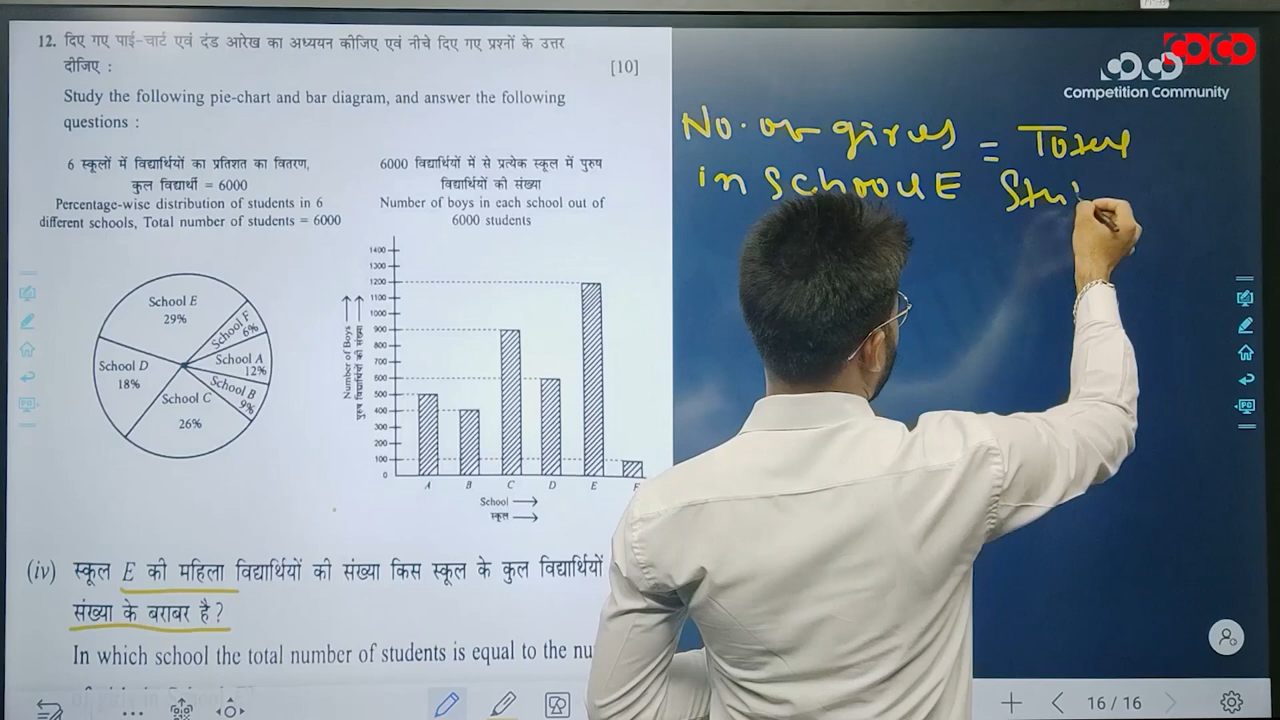 12. दिए गए पाई-चार्ट एवं दंड आरेख का अध्ययन कीजिए एवं नीचे दिए गए प्रश्नों के उत्तर
दीजिए : [10]
Study the following pie-chart and bar diagram, and answer the following
questions :
6 स्कूलों में विद्यार्थियों का प्रतिशत का वितरण,
कुल विद्यार्थी = 6000
Percentage-wise distribution of students in 6
different schools, Total number of students = 6000
School E
29%
School F
6%
School A
12%
School B
9%
School C
26%
School D
18%
6000 विद्यार्थियों में से प्रत्येक स्कूल में पुरुष
विद्यार्थियों की संख्या
Number of boys in each school out of
6000 students
1400
1300
1200
1100
1000
900
800
700
600
500
400
300
200
100
0
Number of Boys
पुरुष विद्यार्थियों की संख्या
A B C D E F
School
स्कूल
(iv) स्कूल E की महिला विद्यार्थियों की संख्या किस स्कूल के कुल विद्यार्थियों
संख्या के बराबर है?
In which school the total number of students is equal to the nu
COCO
Competition Community
No. of girls = Total
in School E Stu
16/16